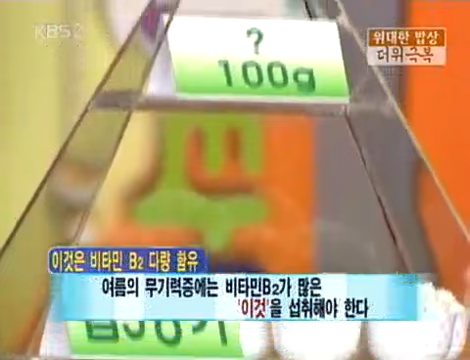 KBS2
위대한 밥상
더위극복
?
100g
이것은 비타민 B2 다량 함유
여름의 무기력증에는 비타민B2가 많은
'이것'을 섭취해야 한다